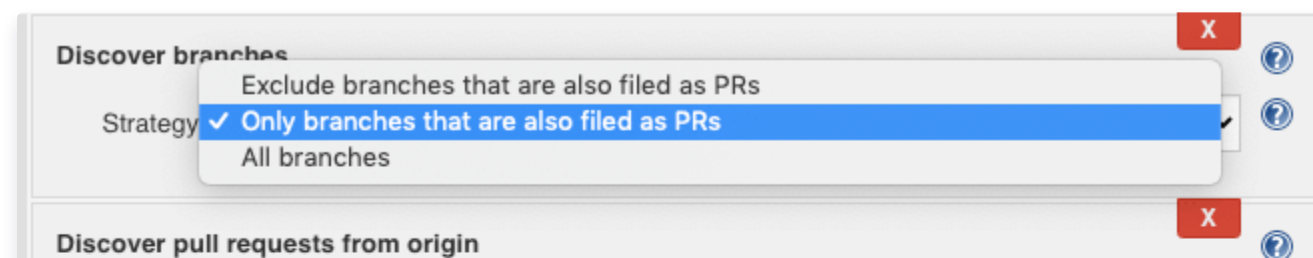 X
Discover branches
Exclude branches that are also filed as PRs
Strategy ✓ Only branches that are also filed as PRs
All branches
X
Discover pull requests from origin